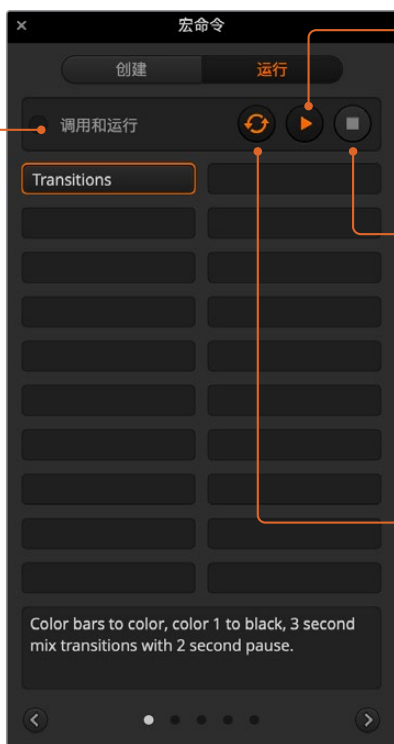 宏命令
创建
运行
调用和运行
Transitions
Color bars to color, color 1 to black, 3 second
mix transitions with 2 second pause.